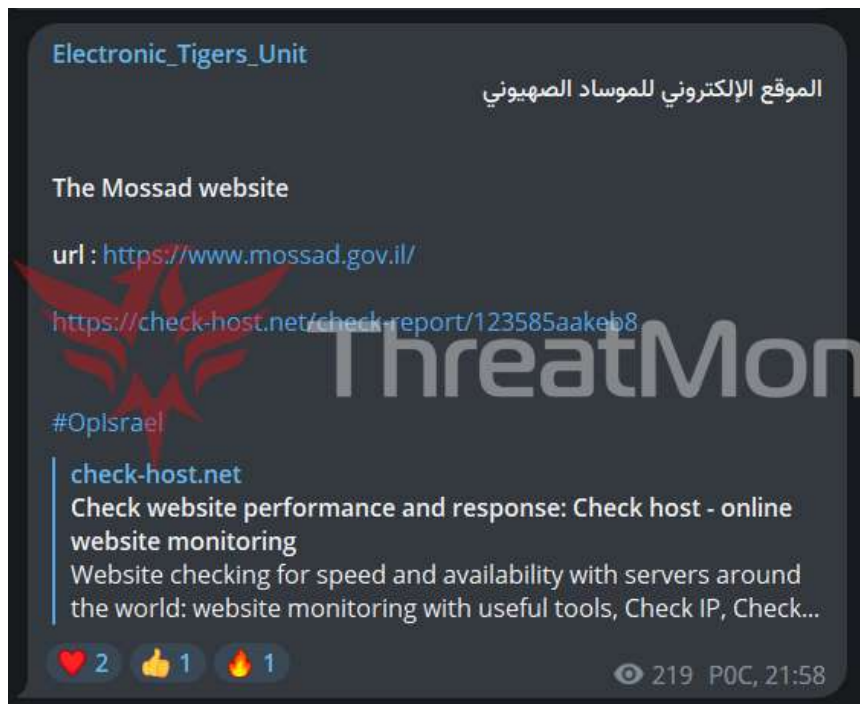 Electronic_Tigers_Unit
الموقع الإلكتروني للموساد الصهيوني
The Mossad website
url : https://www.mossad.gov.il/
https://check-host.net/check-report/123585aakeb8
ThreatMon
#OpIsrael
check-host.net
Check website performance and response: Check host - online
website monitoring
Website checking for speed and availability with servers around
the world: website monitoring with useful tools, Check IP, Check...
2 1 1
219 P0C, 21:58